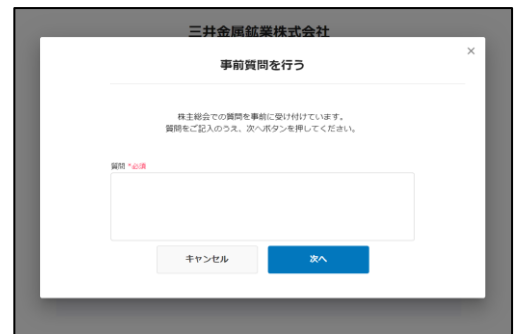 三井金属鉱業株式会社
×
事前質問を行う
株主総会での質問を事前に受け付けています。
質問をご記入のうえ、次へボタンを押してください。
質問 *必須
キャンセル
次へ